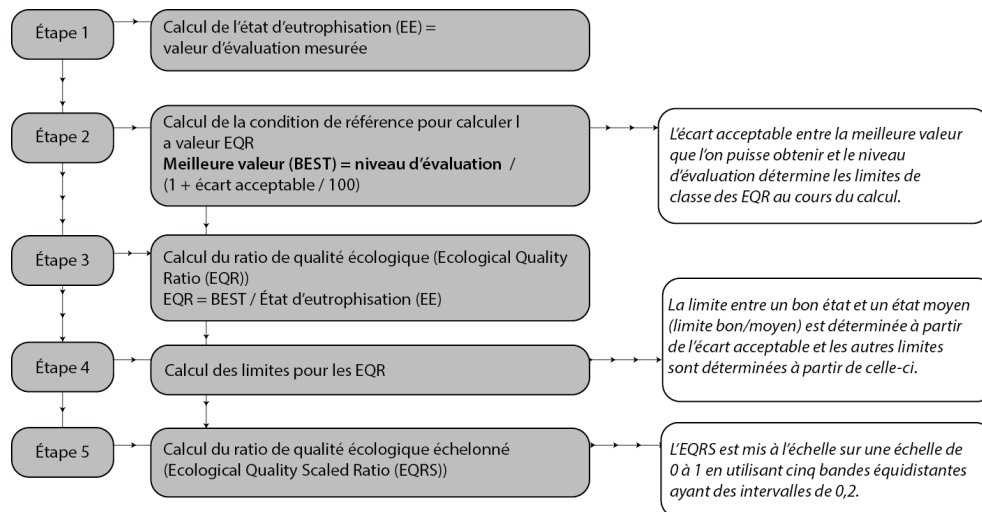 Étape 1
Calcul de l'état d'eutrophisation (EE) =
valeur d'évaluation mesurée
Étape 2
Calcul de la condition de référence pour calculer l
a valeur EQR
Meilleure valeur (BEST) = niveau d'évaluation /
(1 + écart acceptable / 100)
L'écart acceptable entre la meilleure valeur
que l'on puisse obtenir et le niveau
d'évaluation détermine les limites de
classe des EQR au cours du calcul.
Étape 3
Calcul du ratio de qualité écologique (Ecological Quality
Ratio (EQR))
EQR = BEST / État d'eutrophisation (EE)
Étape 4
Calcul des limites pour les EQR
La limite entre un bon état et un état moyen
(limite bon/moyen) est déterminée à partir
de l'écart acceptable et les autres limites
sont déterminées à partir de celle-ci.
Étape 5
Calcul du ratio de qualité écologique échelonné
(Ecological Quality Scaled Ratio (EQRS))
L'EQRS est mis à l'échelle sur une échelle de
0 à 1 en utilisant cinq bandes équidistantes
ayant des intervalles de 0,2.